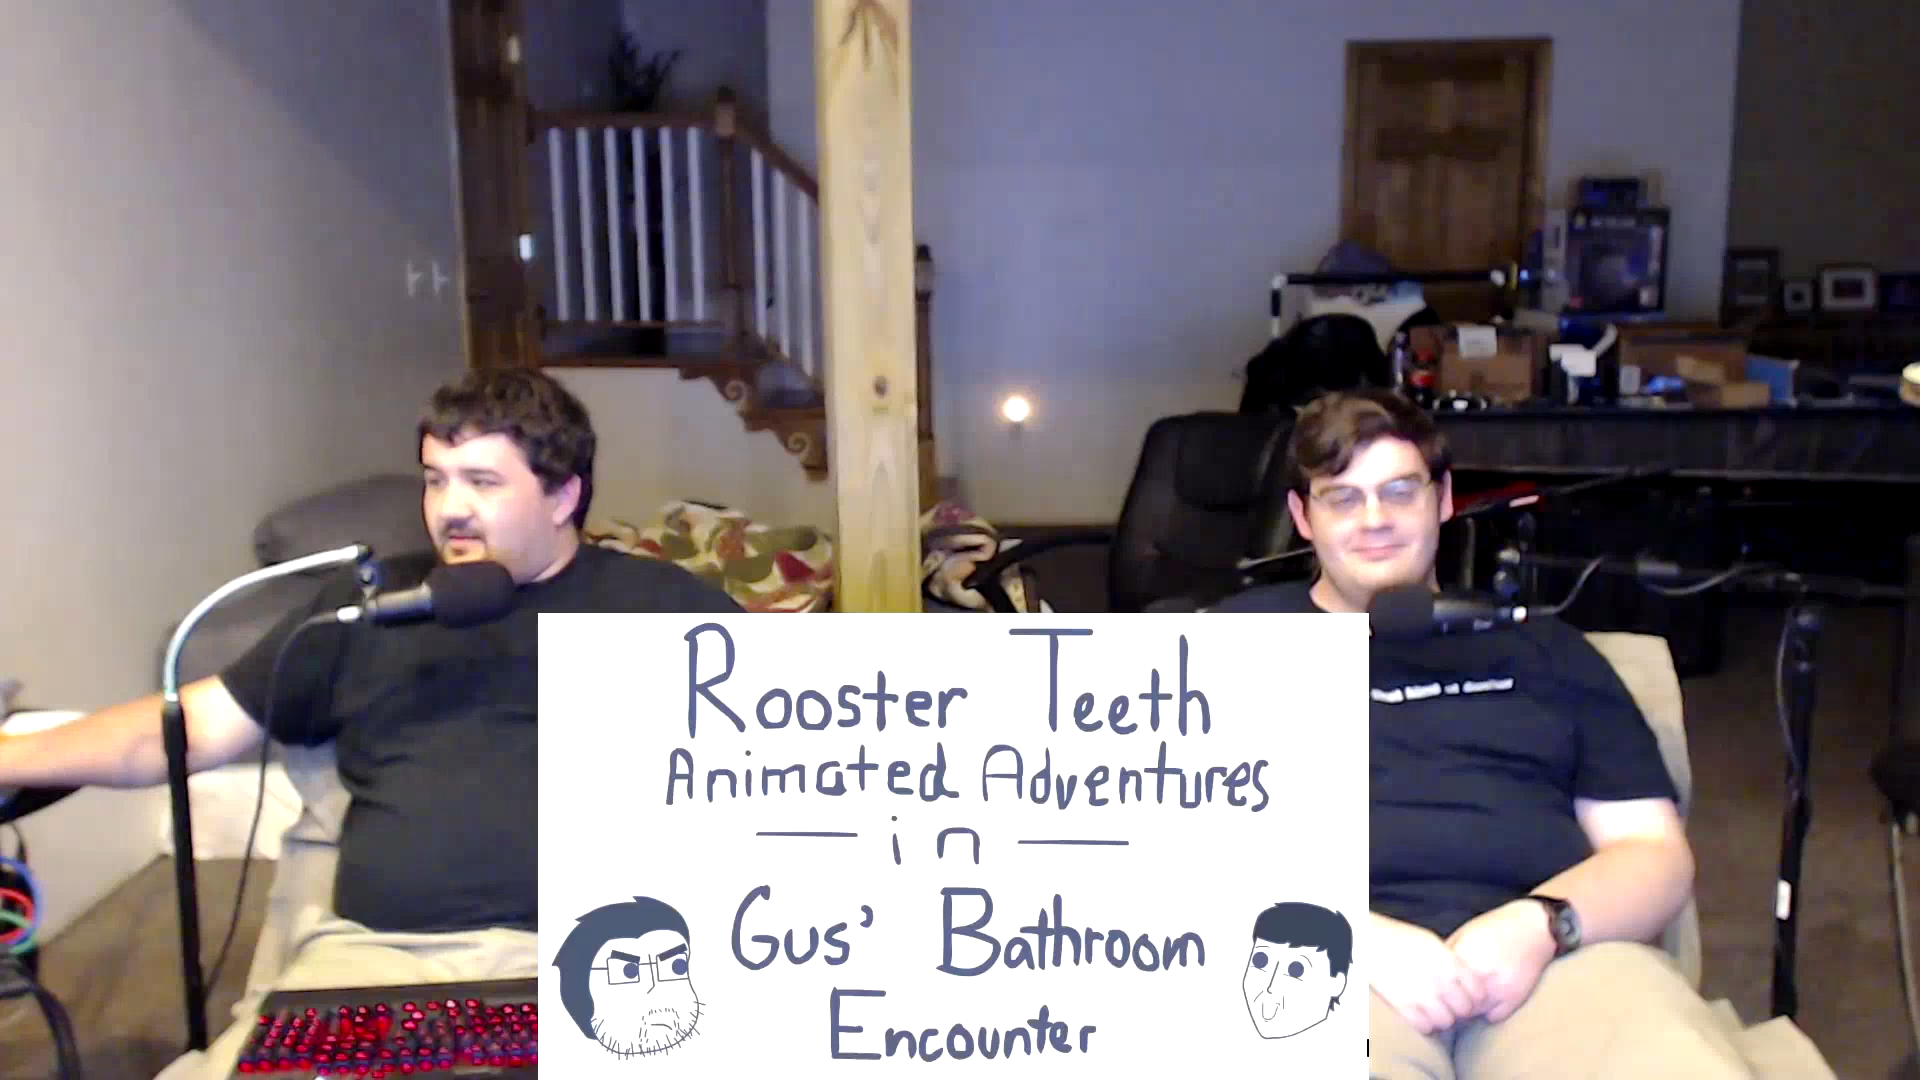 Rooster Teeth
Animated Adventures
in
Gus' Bathroom
Encounter